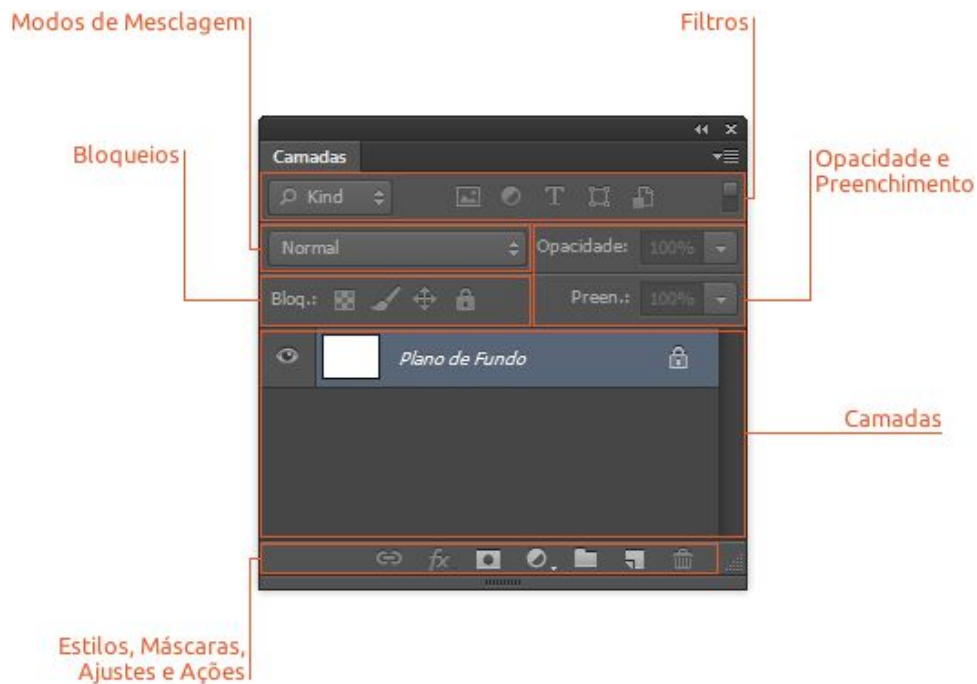 Modos de Mesclagem
Filtros
Bloqueios
Camadas
Opacidade e
Preenchimento
Kind
Normal
Opacidade: 100%
Bloq.:
Preen.: 100%
Plano de Fundo
Camadas
fx
Estilos, Máscaras,
Ajustes e Ações